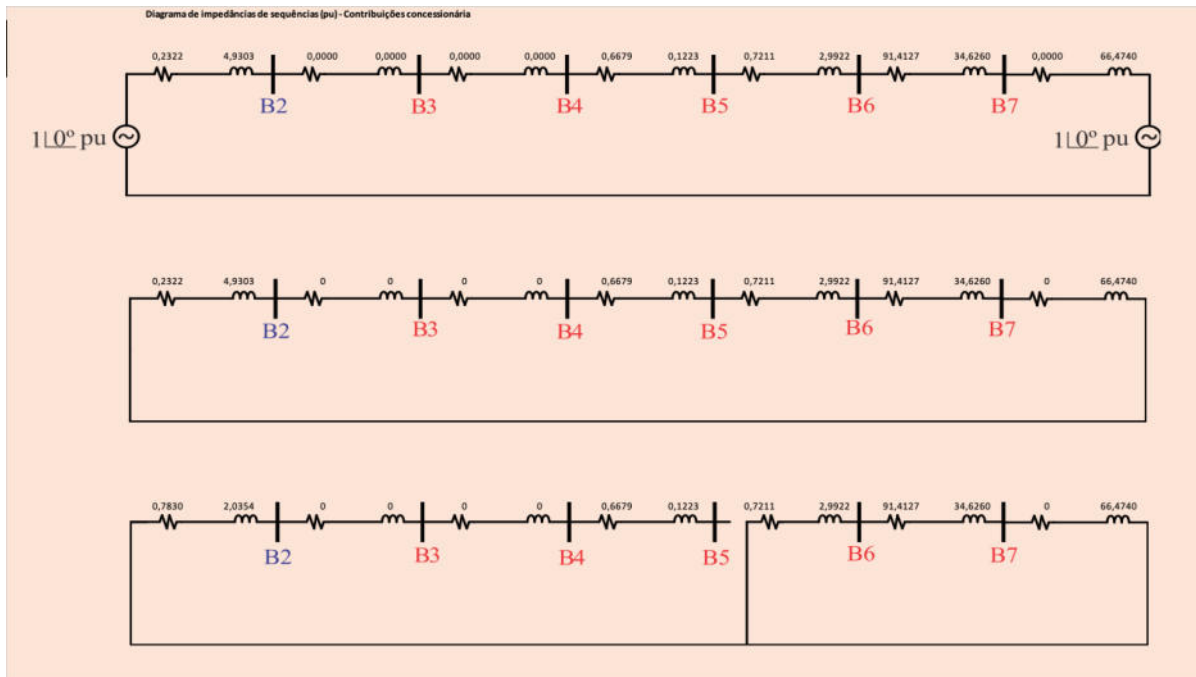 Diagrama de impedâncias de sequências (pu) - Contribuições concessionária
0,2322 4,9303 0,0000 0,0000 0,0000 0,0000 0,6679 0,1223 0,7211 2,9922 91,4127 34,6260 0,0000 66,4740
B2 B3 B4 B5 B6 B7
1∟0º pu 1∟0º pu
0,2322 4,9303 0 0 0 0 0,6679 0,1223 0,7211 2,9922 91,4127 34,6260 0 66,4740
B2 B3 B4 B5 B6 B7
0,7830 2,0354 0 0 0 0 0,6679 0,1223 0,7211 2,9922 91,4127 34,6260 0 66,4740
B2 B3 B4 B5 B6 B7